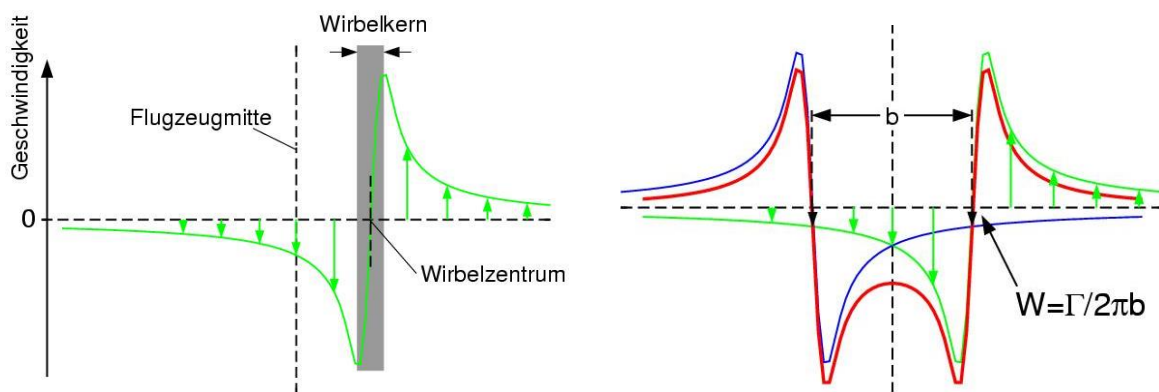 Wirbelkern
Geschwindigkeit
Flugzeugmitte
0
Wirbelzentrum
b
W=Γ/2πb